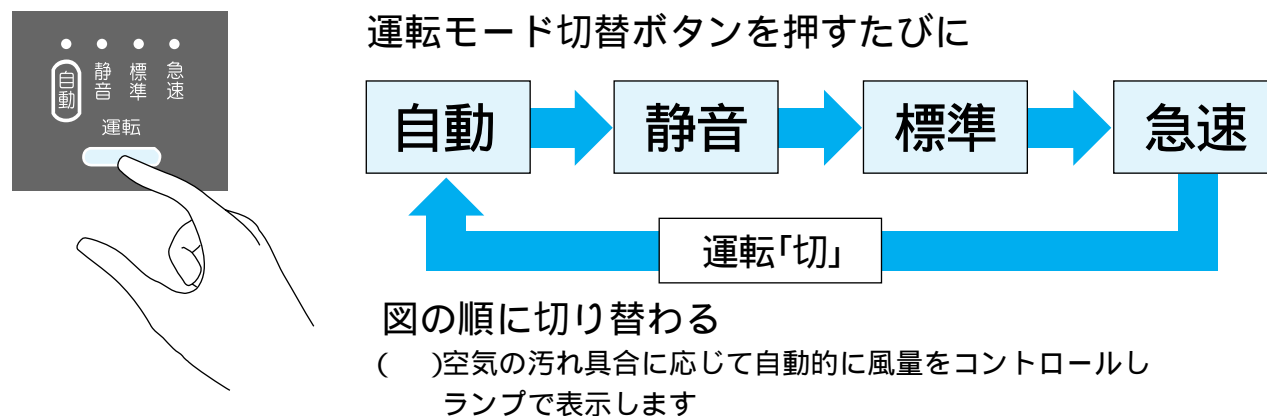 自動 静音 標準 急速
運転
運転モード切替ボタンを押すたびに
自動 静音 標準 急速
運転「切」
図の順に切り替わる
( )空気の汚れ具合に応じて自動的に風量をコントロールし
ランプで表示します